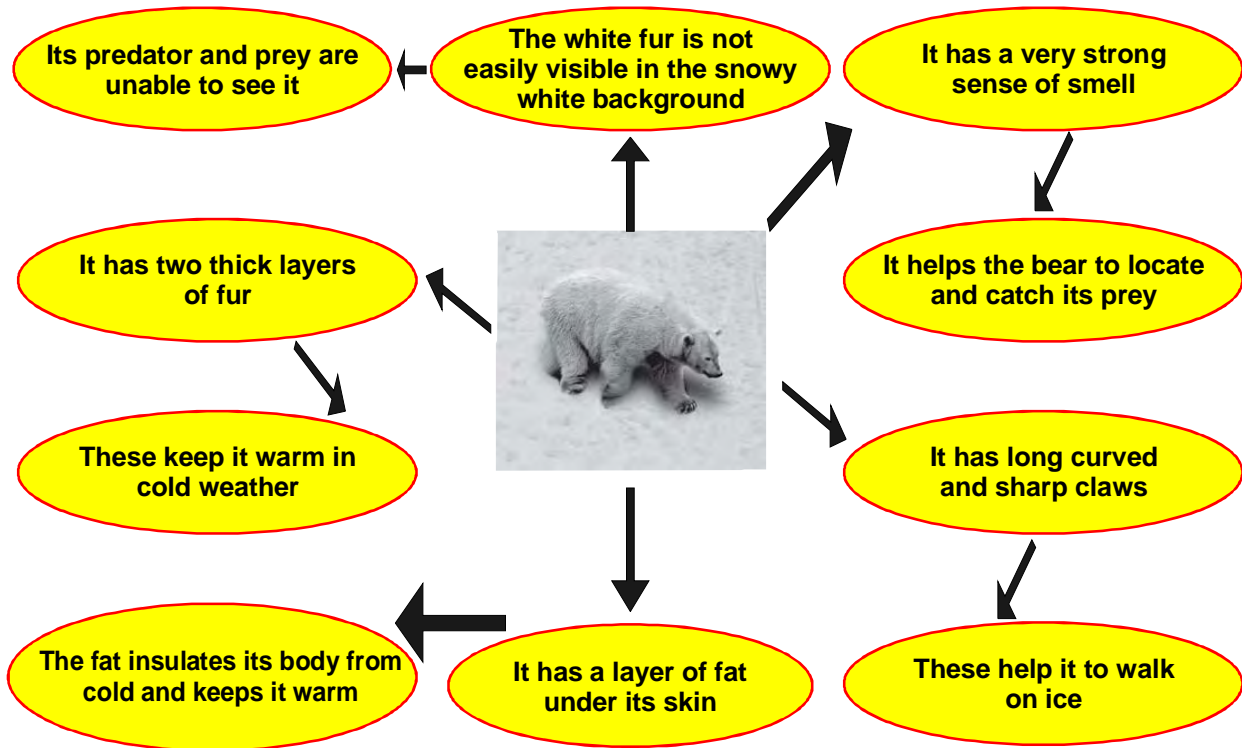 Its predator and prey are
unable to see it
The white fur is not
easily visible in the snowy
white background
It has a very strong
sense of smell
It has two thick layers
of fur
It helps the bear to locate
and catch its prey
These keep it warm in
cold weather
It has long curved
and sharp claws
The fat insulates its body from
cold and keeps it warm
It has a layer of fat
under its skin
These help it to walk
on ice